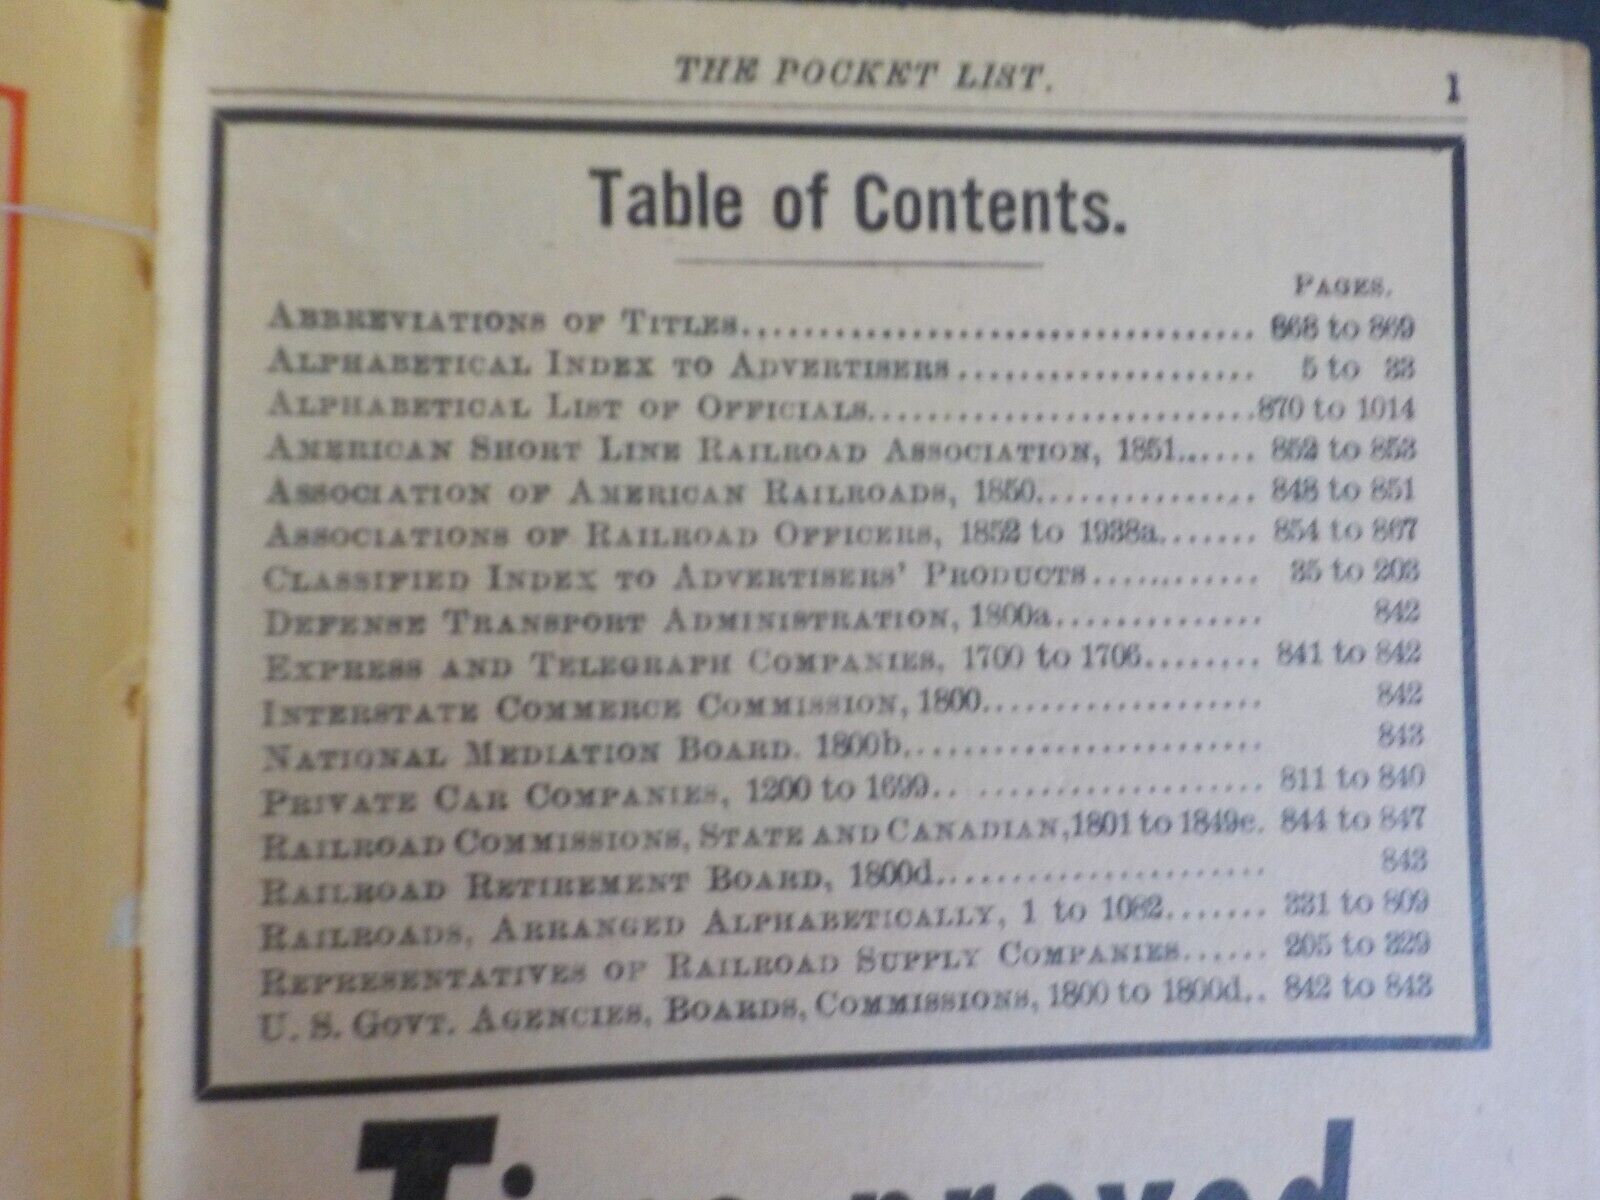 THE POCKET LIST.
1
Table of Contents.
PAGES.
ABBREVIATIONS OF TITLES.,.................................. 868 to 869
ALPHABETICAL INDEX TO ADVERTISERS.................... 5 to 33
ALPHABETICAL LIST OF OFFICIALS..........................870 to 1014
AMERICAN SHORT LINE RAILROAD ASSOCIATION, 1851...... 852 to 853
ASSOCIATION OF AMERICAN RAILROADS, 1850............... 848 to 851
ASSOCIATIONS OF RAILROAD OFFICERS, 1852 to 1938a....... 854 to 867
CLASSIFIED INDEX TO ADVERTISERS' PRODUCTS............ 35 to 203
DEFENSE TRANSPORT ADMINISTRATION, 1800a.............. 842
EXPRESS AND TELEGRAPH COMPANIES, 1700 to 1706........ 841 to 842
INTERSTATE COMMERCE COMMISSION, 1800................... 842
NATIONAL MEDIATION BOARD. 1800b........................ 843
PRIVATE CAR COMPANIES, 1200 to 1699.. .................... 811 to 840
RAILROAD COMMISSIONS, STATE AND CANADIAN,1801 to 1849e. 844 to 847
RAILROAD RETIREMENT BOARD, 1800d...................... 843
RAILROADS, ARRANGED ALPHABETICALLY, 1 to 1082....... 331 to 809
REPRESENTATIVES OF RAILROAD SUPPLY COMPANIES...... 205 to 329
U. S. GOVT. AGENCIES, BOARDS, COMMISSIONS, 1800 to 1800d.. 842 to 843